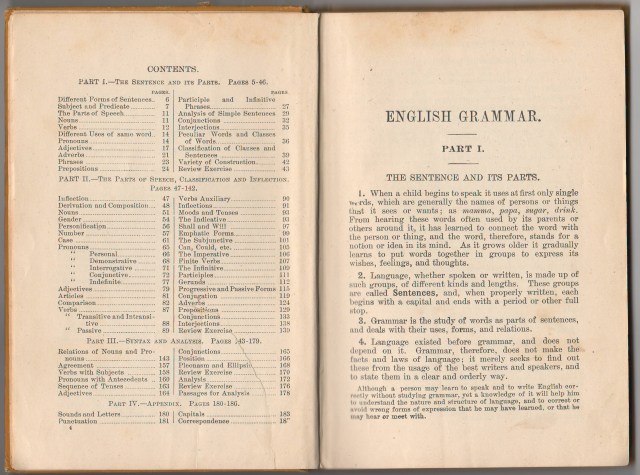 CONTENTS.
PART I.—THE SENTENCE AND ITS PARTS. PAGES 5-46.
PAGES.
Different Forms of Sentences. 6
Subject and Predicate 7
The Parts of Speech 11
Nouns 11
Verbs 12
Different Uses of same word. 14
Pronouns 14
Adjectives 17
Adverbs 21
Phrases 23
Prepositions 24
PAGES.
Participle and Infinitive
Phrases. 27
Analysis of Simple Sentences 29
Conjunctions 32
Interjections 35
Peculiar Words and Classes
of Words 36
Classification of Clauses and
Sentences 39
Variety of Construction 42
Review Exercise 43
PART II.—THE PARTS OF SPEECH, CLASSIFICATION AND INFLECTION.
PAGES 47-142.
Inflection 47
Derivation and Composition 48
Nouns 51
Gender 54
Personification 56
Number 57
Case 61
Pronouns 65
" Personal 66
" Demonstrative 68
" Interrogative 71
" Conjunctive 72
" Indefinite 77
Adjectives 79
Articles 81
Comparison 82
Verbs 87
" Transitive and Intransi-
tive 88
" Passive 89
Verbs Auxiliary 90
Inflections 91
Moods and Tenses 93
The Indicative 93
Shall and Will 97
Emphatic Forms 99
The Subjunctive 101
Can, Could, etc. 105
The Imperative 106
Finite Verbs 107
The Infinitive 109
Participles 111
Gerunds 112
Progressive and Passive Forms 115
Conjugation 119
Adverbs 124
Prepositions 129
Conjunctions 133
Interjections 138
Review Exercise 139
PART III.—SYNTAX AND ANALYSIS. PAGES 143-179.
Relations of Nouns and Pro-
nouns 143
Agreement 157
Verbs with Subjects 158
Pronouns with Antecedents 160
Sequence of Tenses 163
Adjectives 164
Conjunctions 165
Position 166
Pleonasm and Ellipsis 168
Review Exercise 170
Analysis 172
Review Exercise 176
Passages for Analysis 178
PART IV.—APPENDIX. PAGES 180-186.
Sounds and Letters 180
Punctuation 181
Capitals 183
Correspondence
4
ENGLISH GRAMMAR.
PART I.
THE SENTENCE AND ITS PARTS.
1. When a child begins to speak it uses at first only single
words, which are generally the names of persons or things
that it sees or wants; as mamma, papa, sugar, drink.
From hearing these words often used by its parents or
others around it, it has learned to connect the word with
the person or thing, and the word, therefore, stands for a
notion or idea in its mind. As it grows older it gradually
learns to put words together in groups to express its
wishes, feelings, and thoughts.
2. Language, whether spoken or written, is made up of
such groups, of different kinds and lengths. These groups
are called Sentences, and, when properly written, each
begins with a capital and ends with a period or other full
stop.
3. Grammar is the study of words as parts of sentences,
and deals with their uses, forms, and relations.
4. Language existed before grammar, and does not
depend on it. Grammar, therefore, does not make the
facts and laws of language; it merely seeks to find out
these from the usage of the best writers and speakers, and
to state them in a clear and orderly way.
Although a person may learn to speak and to write English cor-
rectly without studying grammar, yet a knowledge of it will help him
to understand the nature and structure of language, and to correct or
avoid wrong forms of expression that he may have learned, or that he
may hear or meet with.